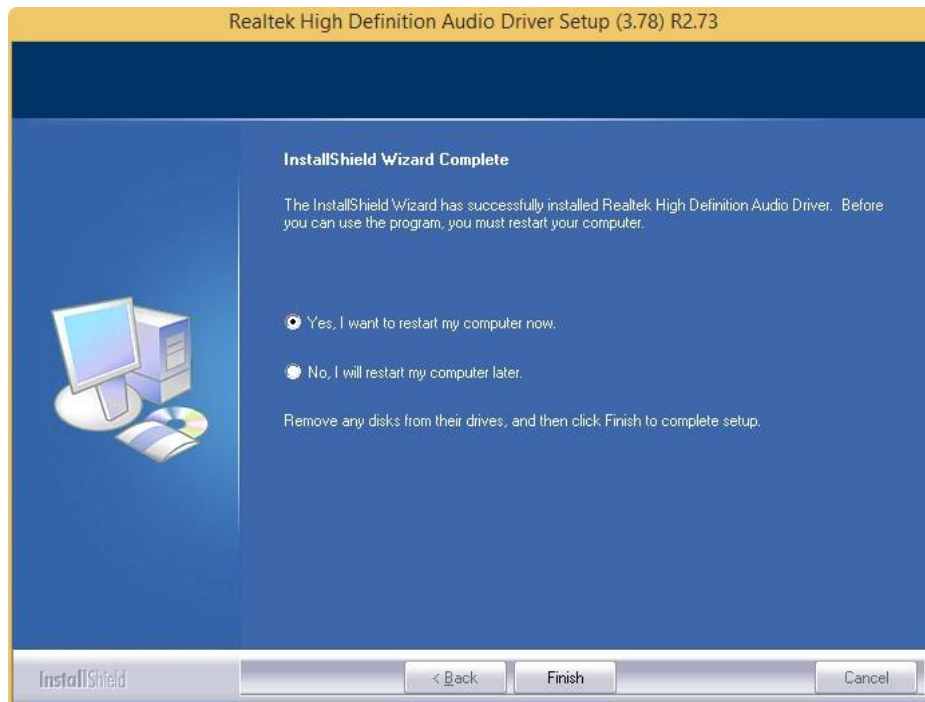 Realtek High Definition Audio Driver Setup (3.78) R2.73
InstallShield Wizard Complete
The InstallShield Wizard has successfully installed Realtek High Definition Audio Driver. Before
you can use the program, you must restart your computer.
Yes, I want to restart my computer now.
No, I will restart my computer later.
Remove any disks from their drives, and then click Finish to complete setup.
InstallShield
< Back
Finish
Cancel